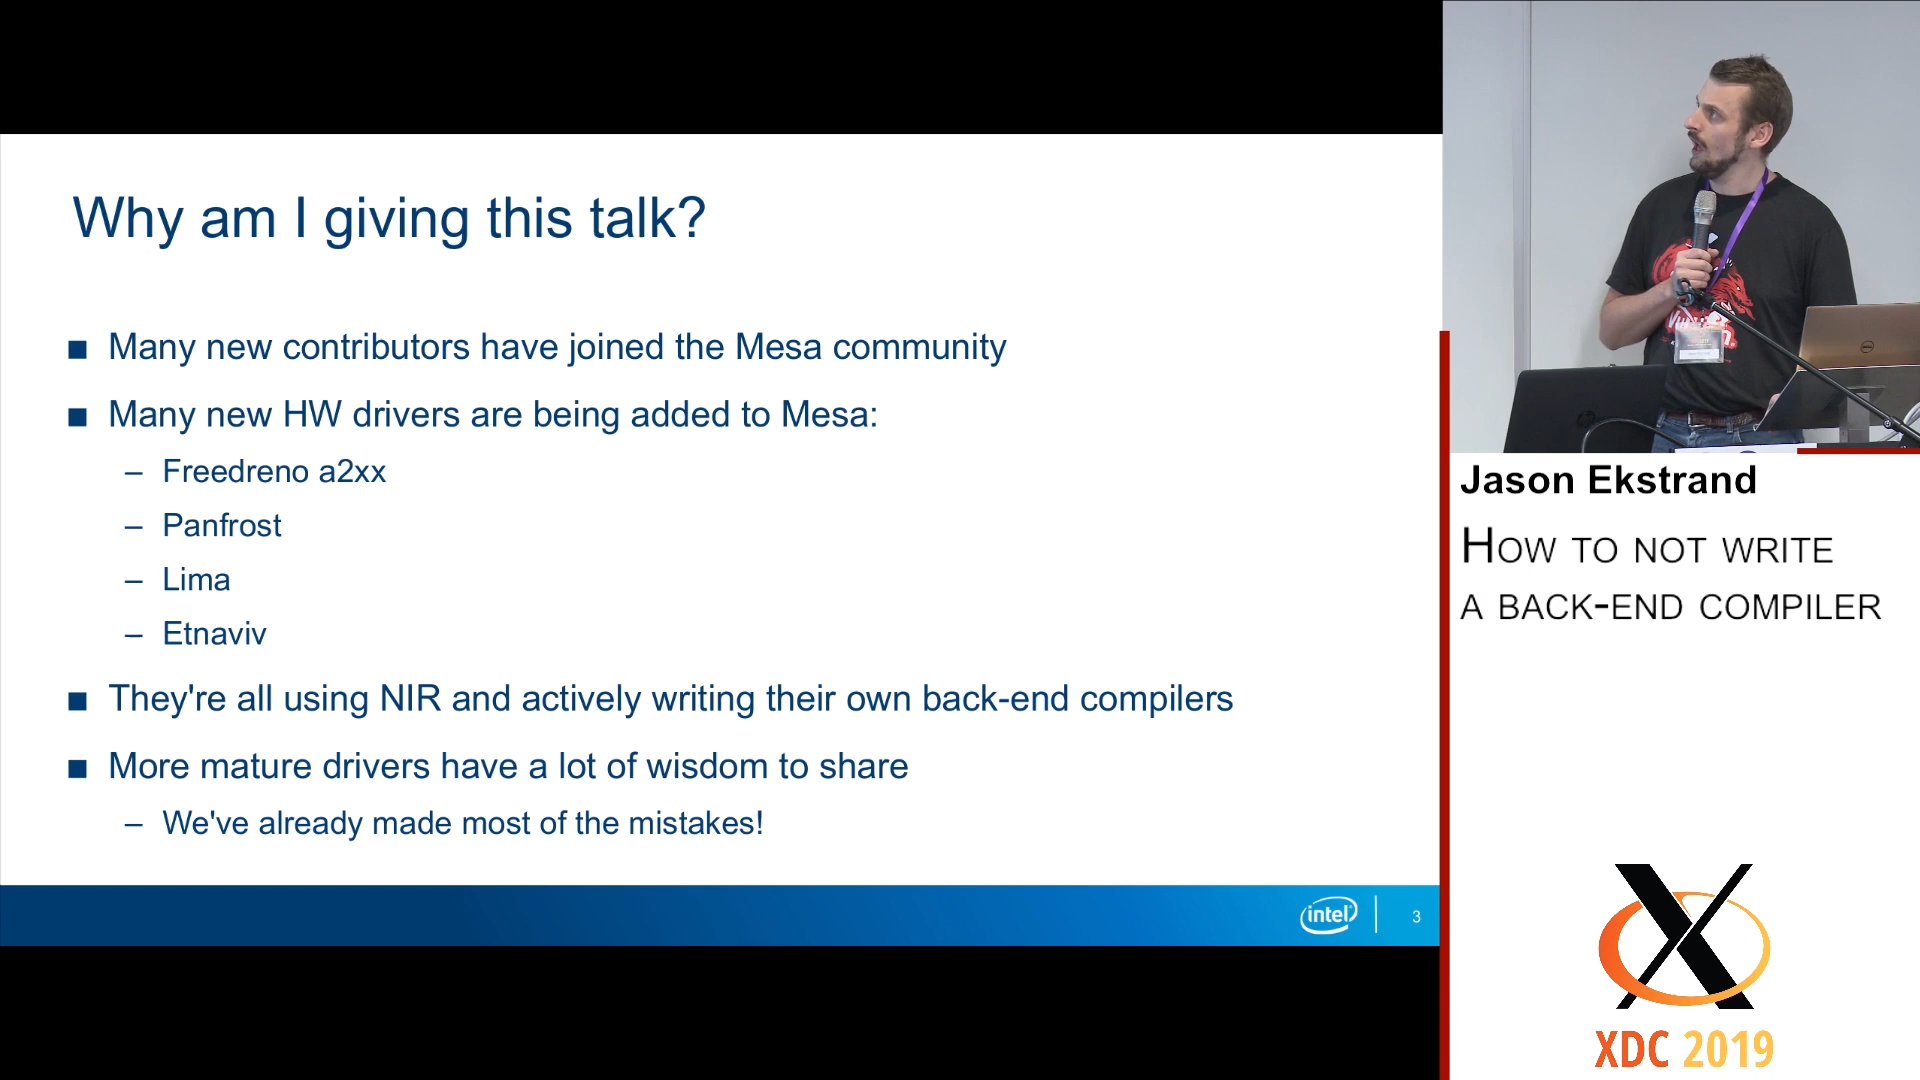 Why am I giving this talk?
■ Many new contributors have joined the Mesa community
■ Many new HW drivers are being added to Mesa:
– Freedreno a2xx
– Panfrost
– Lima
– Etnaviv
■ They're all using NIR and actively writing their own back-end compilers
■ More mature drivers have a lot of wisdom to share
– We've already made most of the mistakes!
intel
3
Jason Ekstrand
How to not write
a back-end compiler
XDC 2019